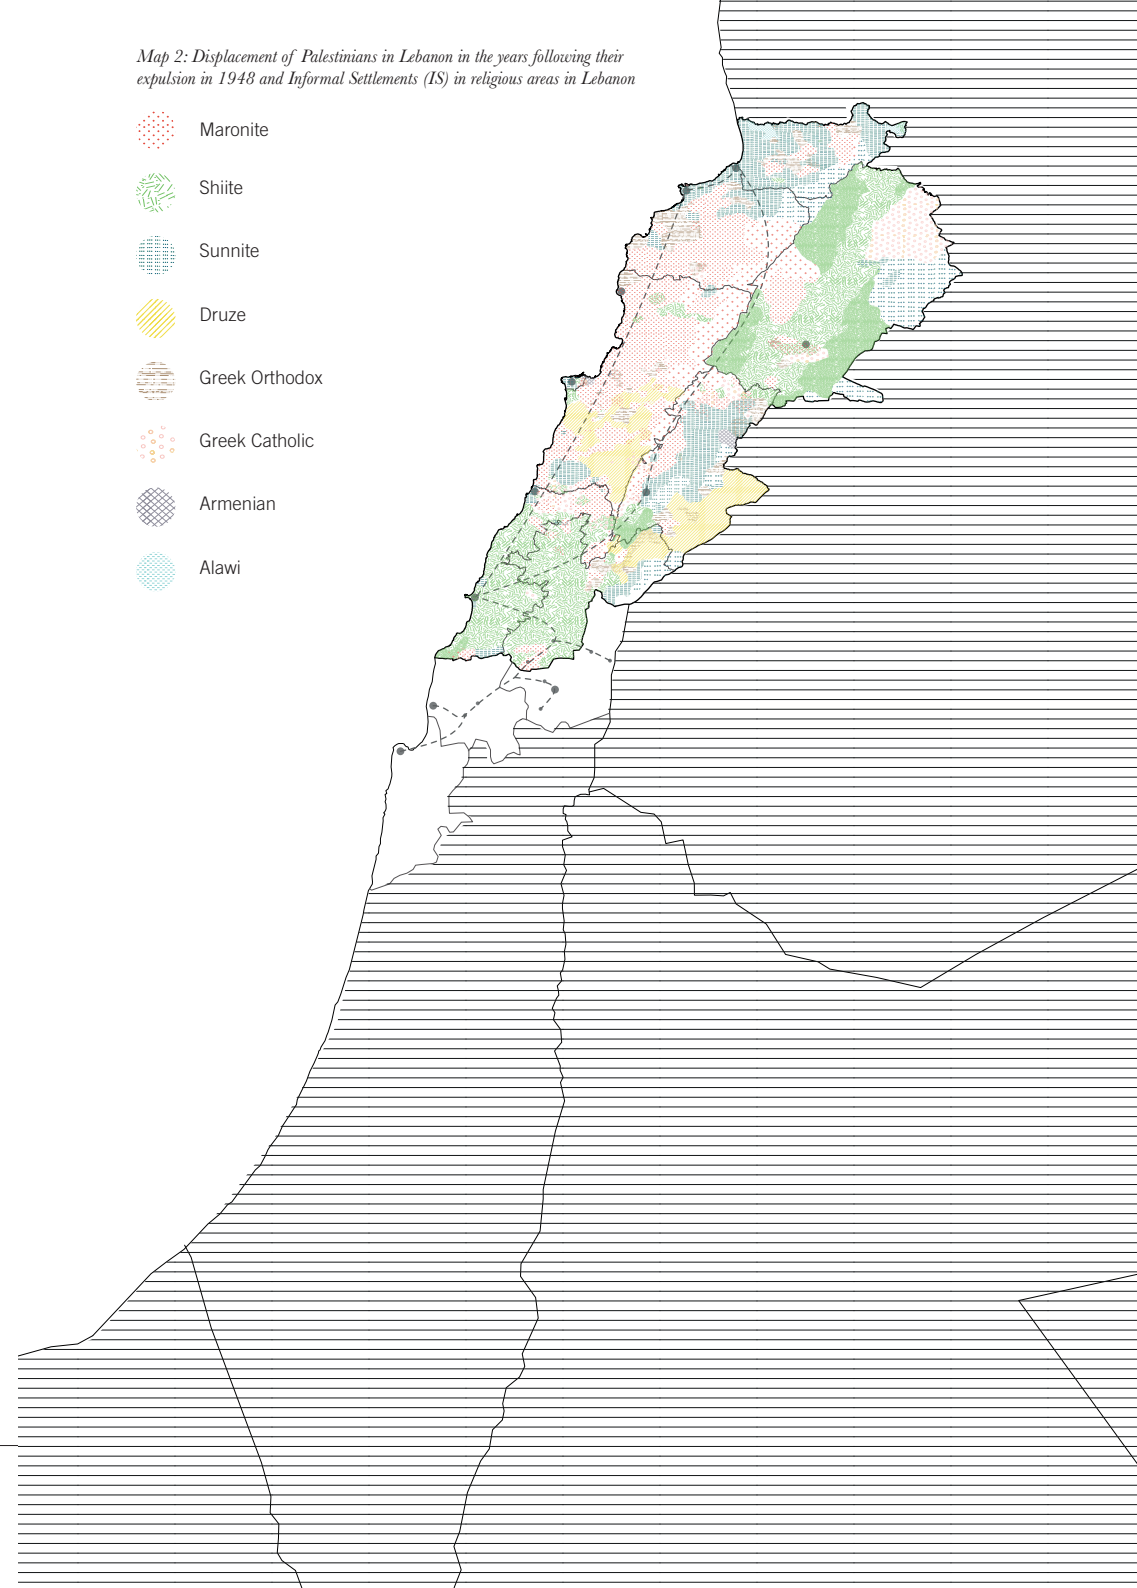 Map 2: Displacement of Palestinians in Lebanon in the years following their
expulsion in 1948 and Informal Settlements (IS) in religious areas in Lebanon
Maronite
Shiite
Sunnite
Druze
Greek Orthodox
Greek Catholic
Armenian
Alawi